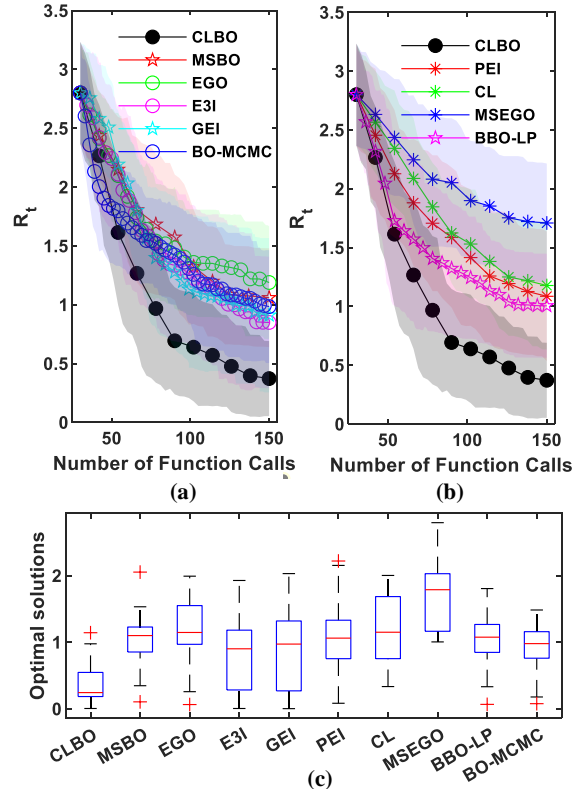 CLBO
MSBO
EGO
E3I
GEI
BO-MCMC
3.5
3
2.5
2
1.5
1
0.5
0
R_t
50
100
150
Number of Function Calls
(a)
CLBO
PEI
CL
MSEGO
BBO-LP
3.5
3
2.5
2
1.5
1
0.5
0
R_t
50
100
150
Number of Function Calls
(b)
Optimal solutions
2
1
0
CLBO
MSBO
EGO
E3I
GEI
PEI
CL
MSEGO
BBO-LP
BO-MCMC
(c)